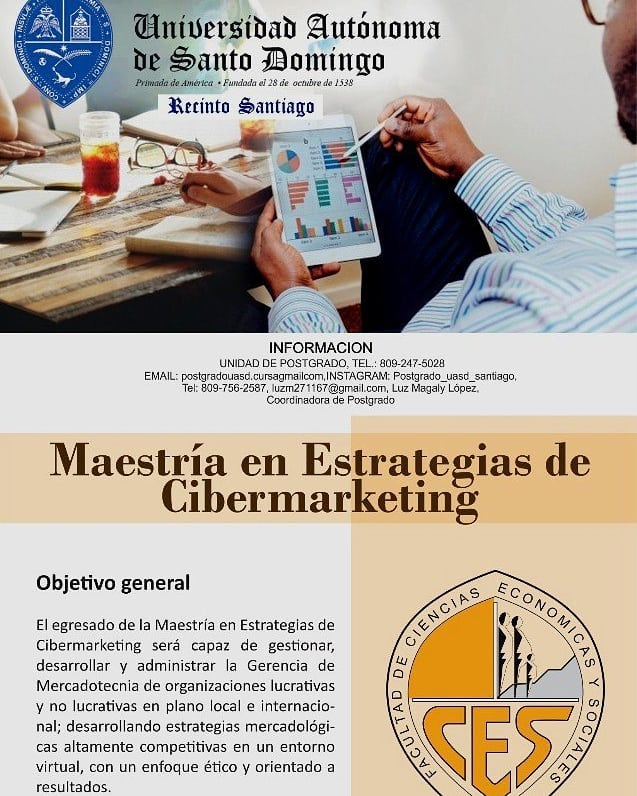 Universidad Autónoma
de Santo Domingo
Primada de América • Fundada el 28 de octubre de 1538
Recinto Santiago
INFORMACION
UNIDAD DE POSTGRADO, TEL.: 809-247-5028
EMAIL: postgradouasd.cursagmailcom,INSTAGRAM: Postgrado_uasd_santiago,
Tel: 809-756-2587, luzm271167@gmail.com, Luz Magaly López,
Coordinadora de Postgrado
Maestría en Estrategias de
Cibermarketing
Objetivo general
El egresado de la Maestría en Estrategias de
Cibermarketing será capaz de gestionar,
desarrollar y administrar la Gerencia de
Mercadotecnia de organizaciones lucrativas
y no lucrativas en plano local e internacio-
nal; desarrollando estrategias mercadológi-
cas altamente competitivas en un entorno
virtual, con un enfoque ético y orientado a
resultados.
FACULTAD DE CIENCIAS ECONOMICAS Y SOCIALES
CES